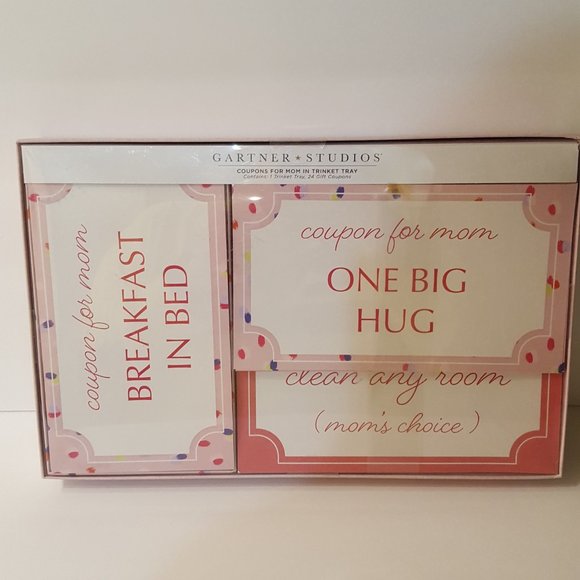 GARTNER★STUDIOS®
COUPONS FOR MOM IN TRINKET TRAY
Contains: 1 Trinket Tray, 24 Gift Coupons
coupon for mom
BREAKFAST
IN BED
coupon for mom
ONE BIG
HUG
clean any room
(mom's choice)